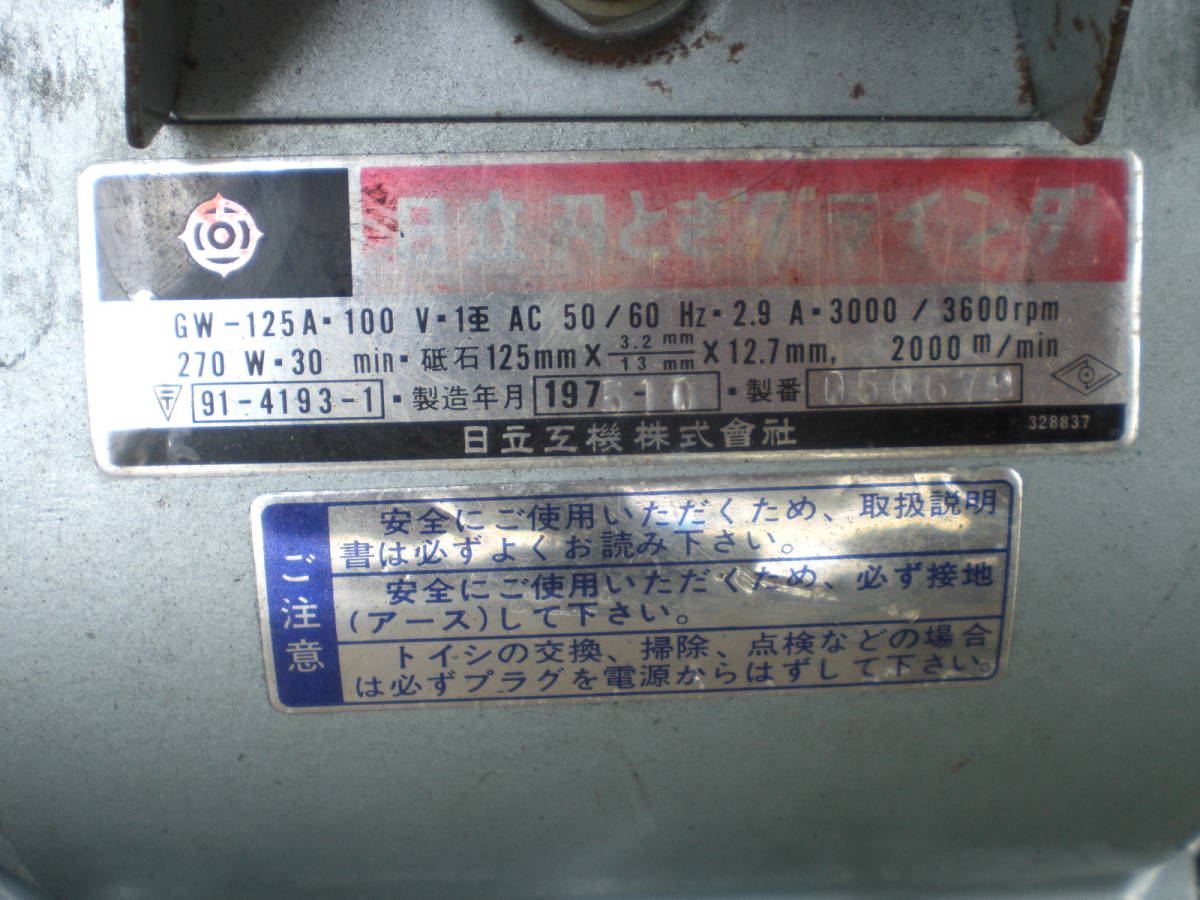 日立刃とぎグラインダ
GW-125A・100 V・1重 AC 50/60 Hz・2.9 A・3000 / 3600rpm
270 W・30 min・砥石125mm×3.2mm/13mm×12.7mm, 2000m/min
〒 91-4193-1・製造年月 197510・製番
日立工機株式會社 328837
ご注意
安全にご使用いただくため、取扱説明
書は必ずよくお読み下さい。
安全にご使用いただくため、必ず接地
(アース)して下さい。
トイシの交換、掃除、点検などの場合
は必ずプラグを電源からはずして下さい。